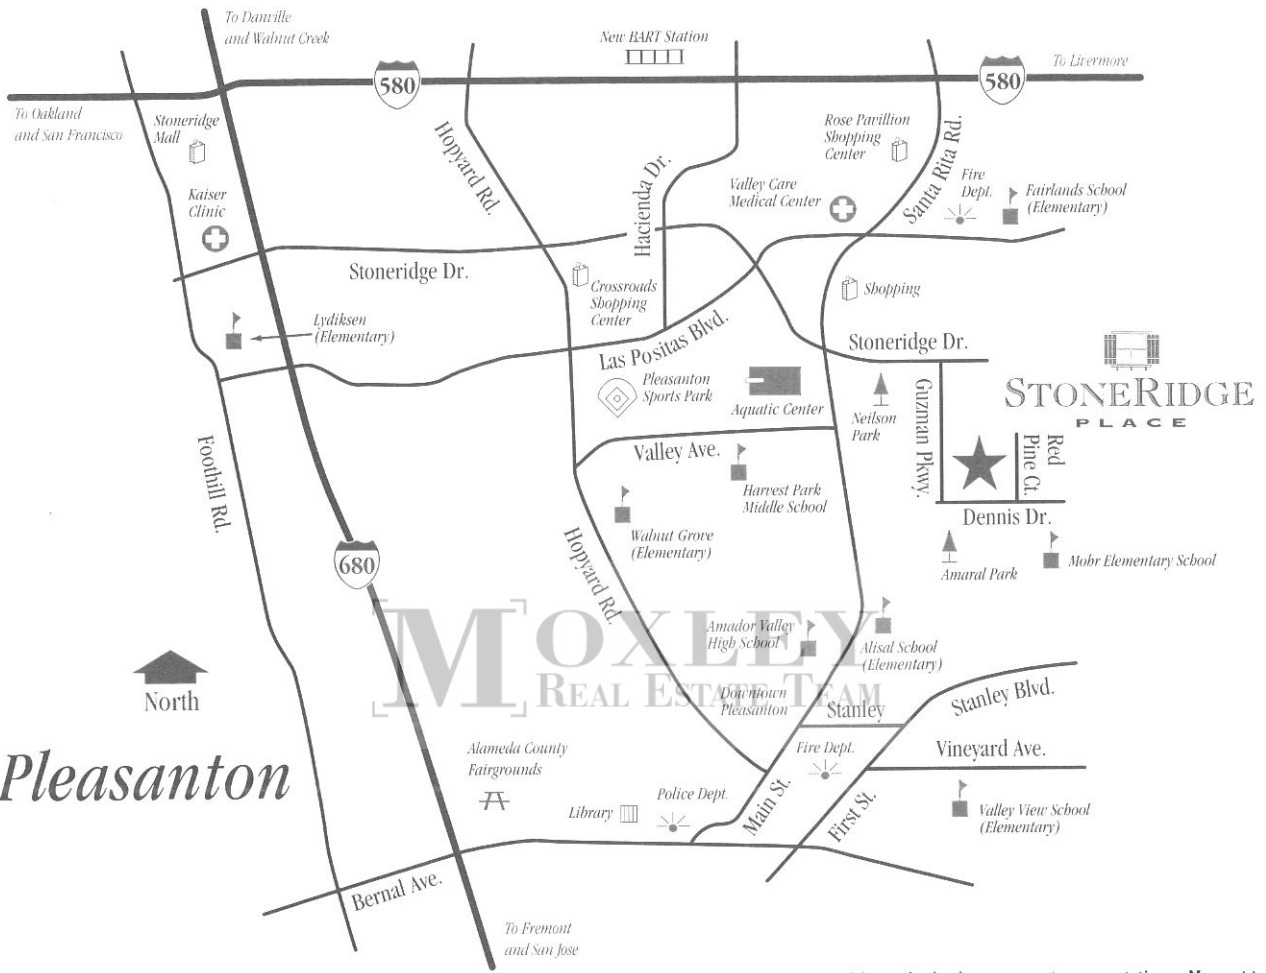 To Danville
and Walnut Creek
New BART Station
580
580
To Livermore
To Oakland
and San Francisco
Stoneridge
Mall
Hopyard Rd.
Rose Pavillion
Shopping
Center
Santa Rita Rd.
Hacienda Dr.
Fire
Dept.
Valley Care
Medical Center
Fairlands School
(Elementary)
Kaiser
Clinic
Stoneridge Dr.
Crossroads
Shopping
Center
Shopping
Lydiksen
(Elementary)
Las Positas Blvd.
Stoneridge Dr.
STONERIDGE
PLACE
Pleasanton
Sports Park
Aquatic Center
Neilson
Park
Guzman Pkwy.
Red
Pine Ct.
Foothill Rd.
Valley Ave.
Harvest Park
Middle School
Dennis Dr.
Walnut Grove
(Elementary)
Hopyard Rd.
Amaral Park
Mohr Elementary School
680
MOXLEY
REAL ESTATE TEAM
Amador Valley
High School
Alisal School
(Elementary)
North
Downtown
Pleasanton
Stanley
Stanley Blvd.
Pleasanton
Alameda County
Fairgrounds
Fire Dept.
Vineyard Ave.
Library
Police Dept.
Main St.
First St.
Valley View School
(Elementary)
Bernal Ave.
To Fremont
and San Jose